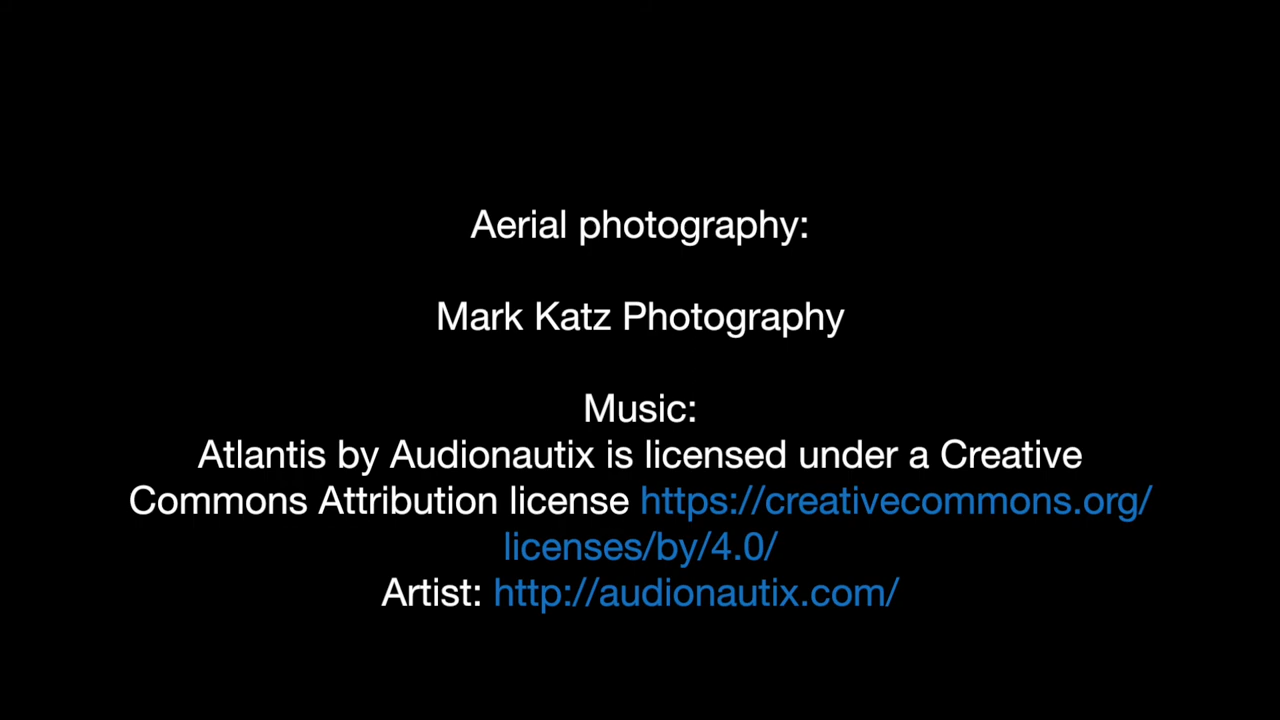 Aerial photography:
Mark Katz Photography
Music:
Atlantis by Audionautix is licensed under a Creative
Commons Attribution license https://creativecommons.org/
licenses/by/4.0/
Artist: http://audionautix.com/